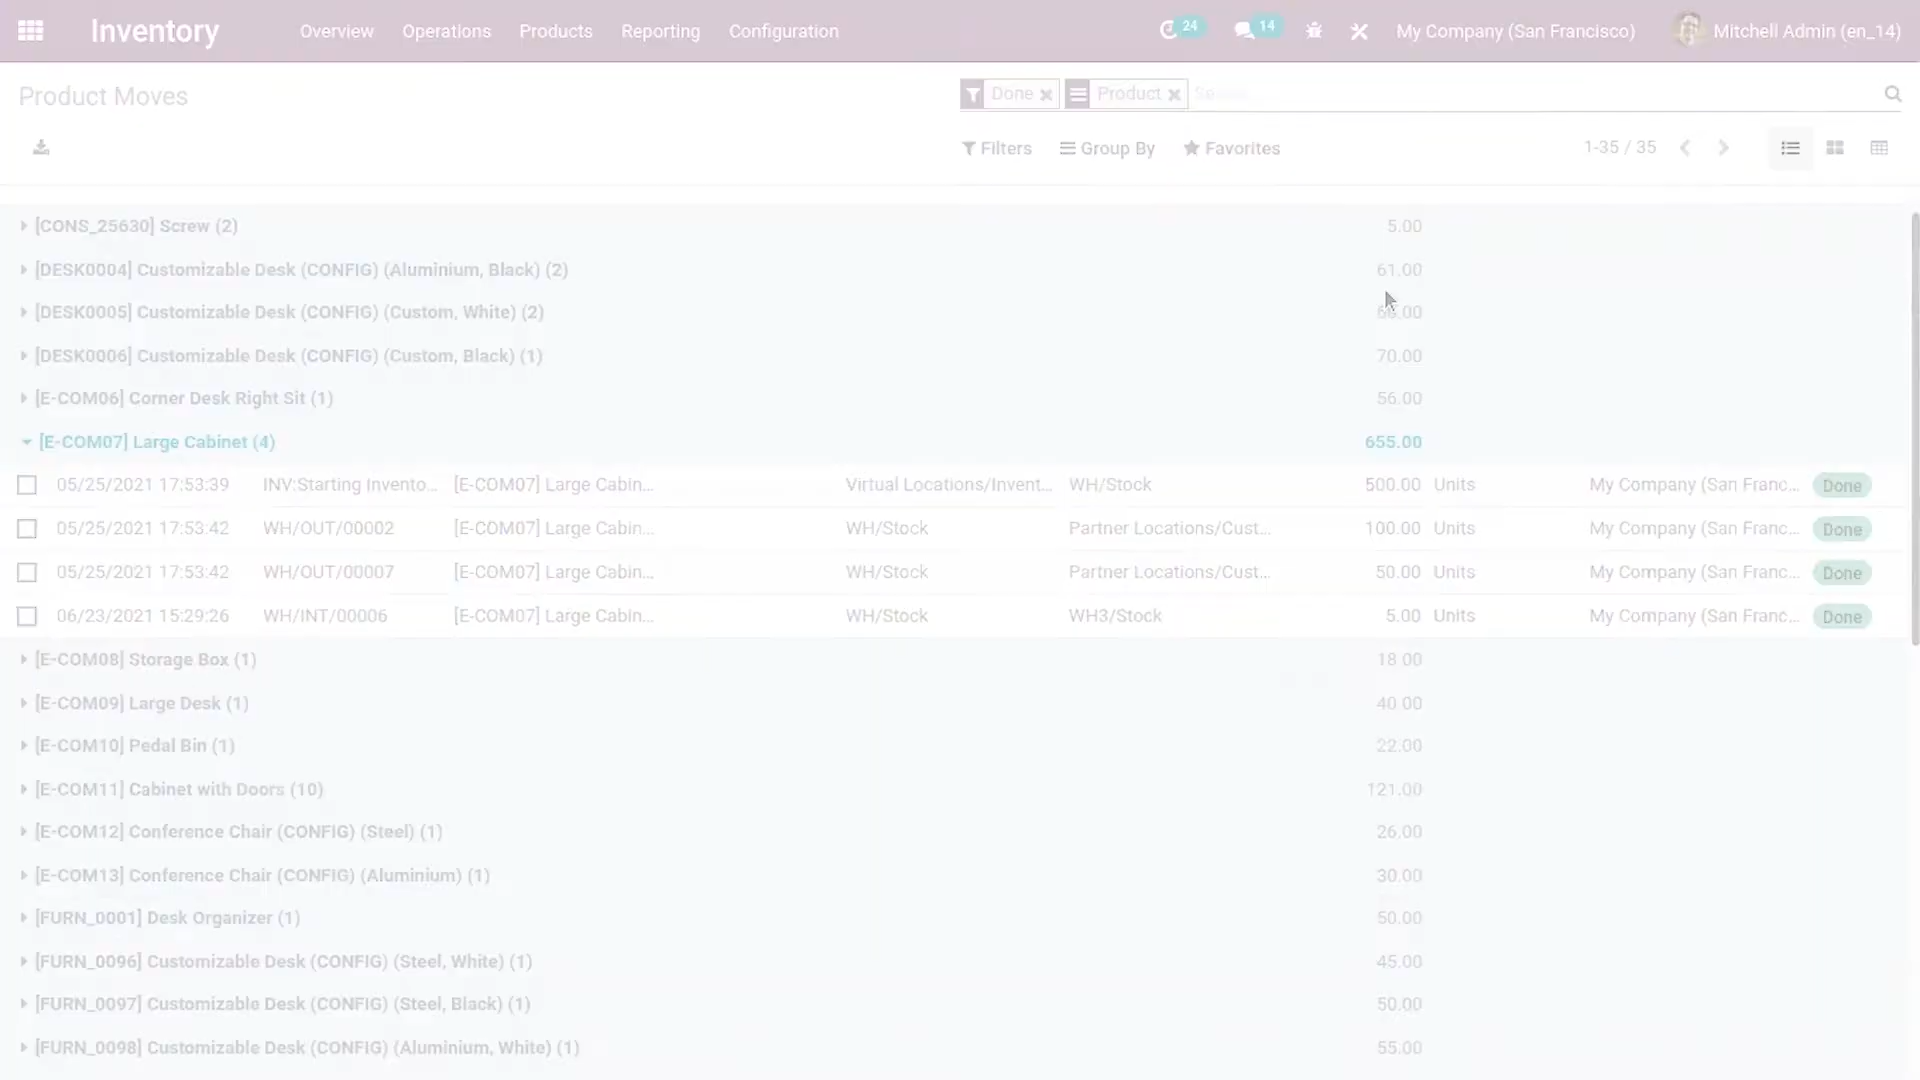 Inventory Overview Operations Products Reporting Configuration 24 14 My Company (San Francisco) Mitchell Admin (en_14)
Product Moves Done Product
Filters Group By Favorites 1-35 / 35
[CONS_25630] Screw (2) 5.00
[DESK0004] Customizable Desk (CONFIG) (Aluminium, Black) (2) 61.00
[DESK0005] Customizable Desk (CONFIG) (Custom, White) (2)
[DESK0006] Customizable Desk (CONFIG) (Custom, Black) (1) 70.00
[E-COM06] Corner Desk Right Sit (1) 56.00
[E-COM07] Large Cabinet (4) 655.00
05/25/2021 17:53:39 INV:Starting Invento... [E-COM07] Large Cabin... Virtual Locations/Invent... WH/Stock 500.00 Units My Company (San Franc... Done
05/25/2021 17:53:42 WH/OUT/00002 [E-COM07] Large Cabin... WH/Stock Partner Locations/Cust... 100.00 Units My Company (San Franc... Done
05/25/2021 17:53:42 WH/OUT/00007 [E-COM07] Large Cabin... WH/Stock Partner Locations/Cust... 50.00 Units My Company (San Franc... Done
06/23/2021 15:29:26 WH/INT/00006 [E-COM07] Large Cabin... WH/Stock WH3/Stock 5.00 Units My Company (San Franc... Done
[E-COM08] Storage Box (1) 18.00
[E-COM09] Large Desk (1) 40.00
[E-COM10] Pedal Bin (1) 22.00
[E-COM11] Cabinet with Doors (10) 121.00
[E-COM12] Conference Chair (CONFIG) (Steel) (1) 26.00
[E-COM13] Conference Chair (CONFIG) (Aluminium) (1) 30.00
[FURN_0001] Desk Organizer (1) 50.00
[FURN_0096] Customizable Desk (CONFIG) (Steel, White) (1) 45.00
[FURN_0097] Customizable Desk (CONFIG) (Steel, Black) (1) 50.00
[FURN_0098] Customizable Desk (CONFIG) (Aluminium, White) (1) 55.00